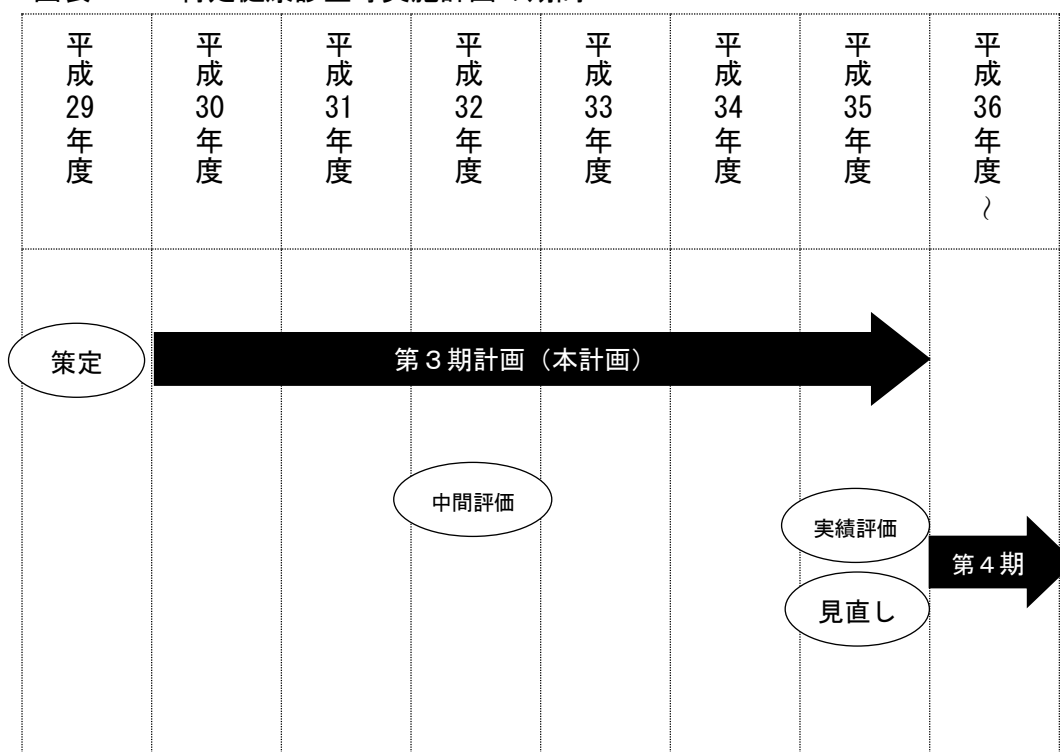 平成29年度
平成30年度
平成31年度
平成32年度
平成33年度
平成34年度
平成35年度
平成36年度～
策定
第３期計画（本計画）
中間評価
実績評価
第４期
見直し